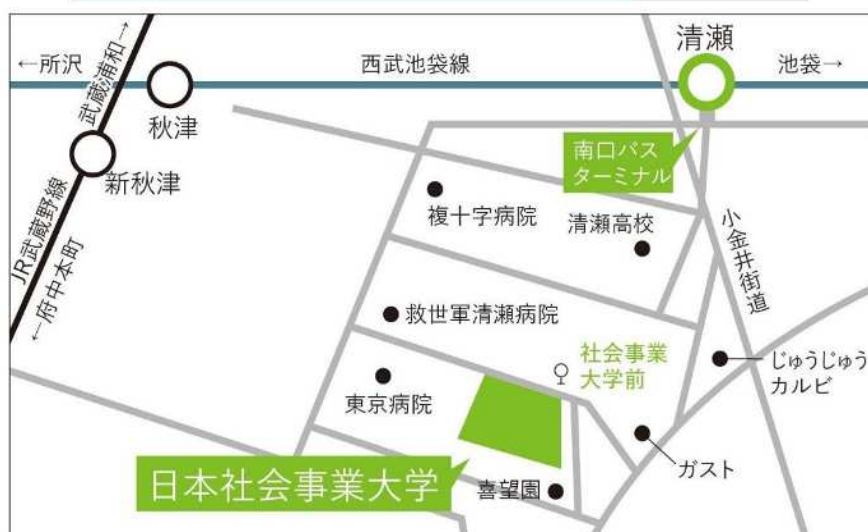 清瀬
←所沢
西武池袋線
池袋→
武蔵浦和→
秋津
南口バス
ターミナル
新秋津
複十字病院
清瀬高校
小金井街道
JR武蔵野線
←府中本町
救世軍清瀬病院
社会事業
大学前
じゅうじゅう
カルビ
東京病院
ガスト
日本社会事業大学
喜望園